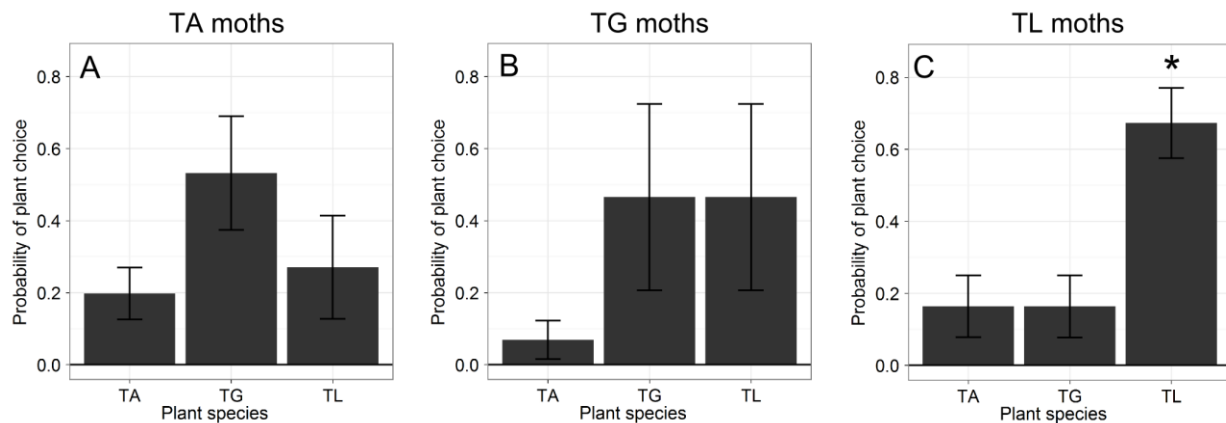 TA moths
A
Probability of plant choice
0.8
0.6
0.4
0.2
0.0
TA TG TL
Plant species
TG moths
B
Probability of plant choice
0.8
0.6
0.4
0.2
0.0
TA TG TL
Plant species
TL moths
C
*
Probability of plant choice
0.8
0.6
0.4
0.2
0.0
TA TG TL
Plant species